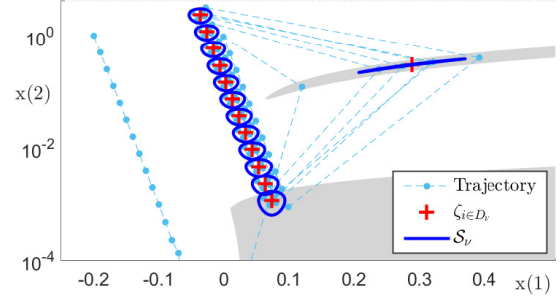 10^0
x(2)
10^-2
10^-4
-0.2 -0.1 0 0.1 0.2 0.3 0.4 x(1)
Trajectory
ζ_{i∈D_ν}
𝒮_ν